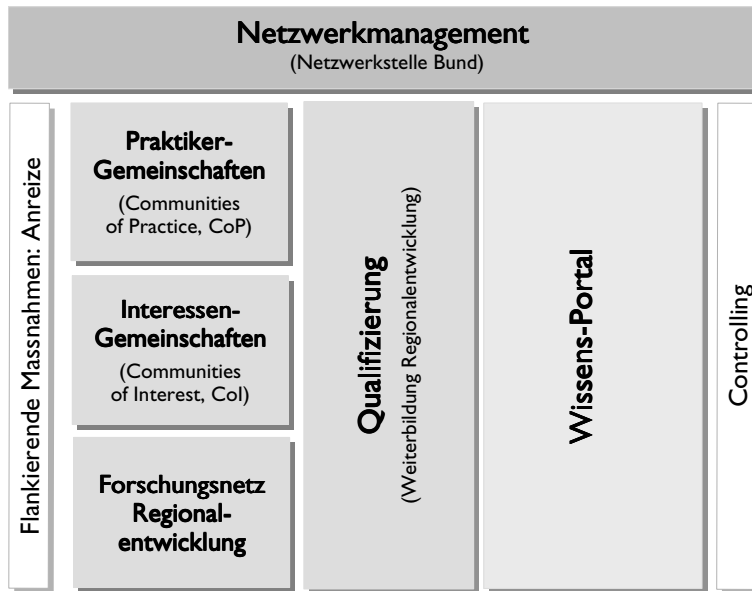 Netzwerkmanagement
(Netzwerkstelle Bund)
Flankierende Massnahmen: Anreize
Praktiker-
Gemeinschaften
(Communities
of Practice, CoP)
Interessen-
Gemeinschaften
(Communities
of Interest, CoI)
Forschungsnetz
Regional-
entwicklung
Qualifizierung
(Weiterbildung Regionalentwicklung)
Wissens-Portal
Controlling